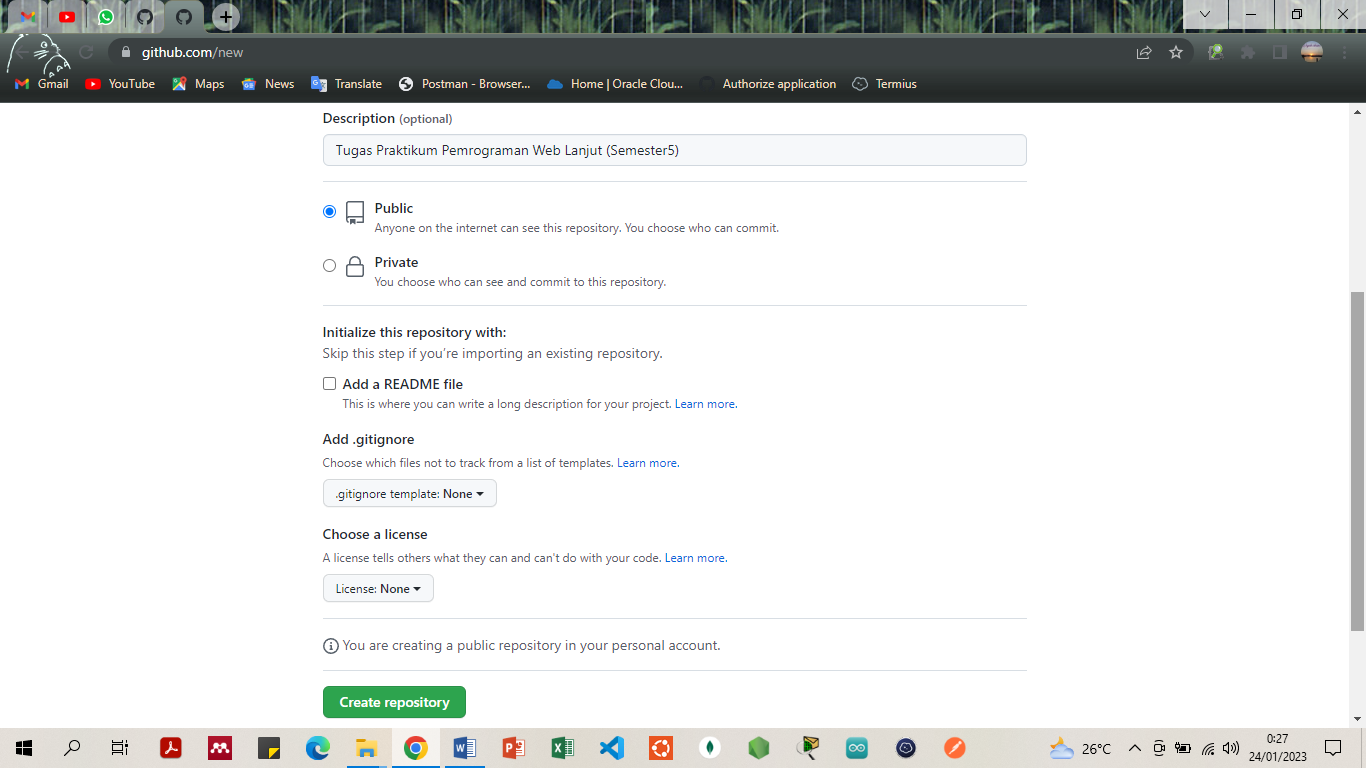 github.com/new
Gmail YouTube Maps News Translate Postman - Browser... Home | Oracle Clou... Authorize application Termius
Description (optional)
Tugas Praktikum Pemrograman Web Lanjut (Semester5)
Public
Anyone on the internet can see this repository. You choose who can commit.
Private
You choose who can see and commit to this repository.
Initialize this repository with:
Skip this step if you're importing an existing repository.
Add a README file
This is where you can write a long description for your project. Learn more.
Add .gitignore
Choose which files not to track from a list of templates. Learn more.
.gitignore template: None
Choose a license
A license tells others what they can and can't do with your code. Learn more.
License: None
You are creating a public repository in your personal account.
Create repository
26°C
0:27
24/01/2023